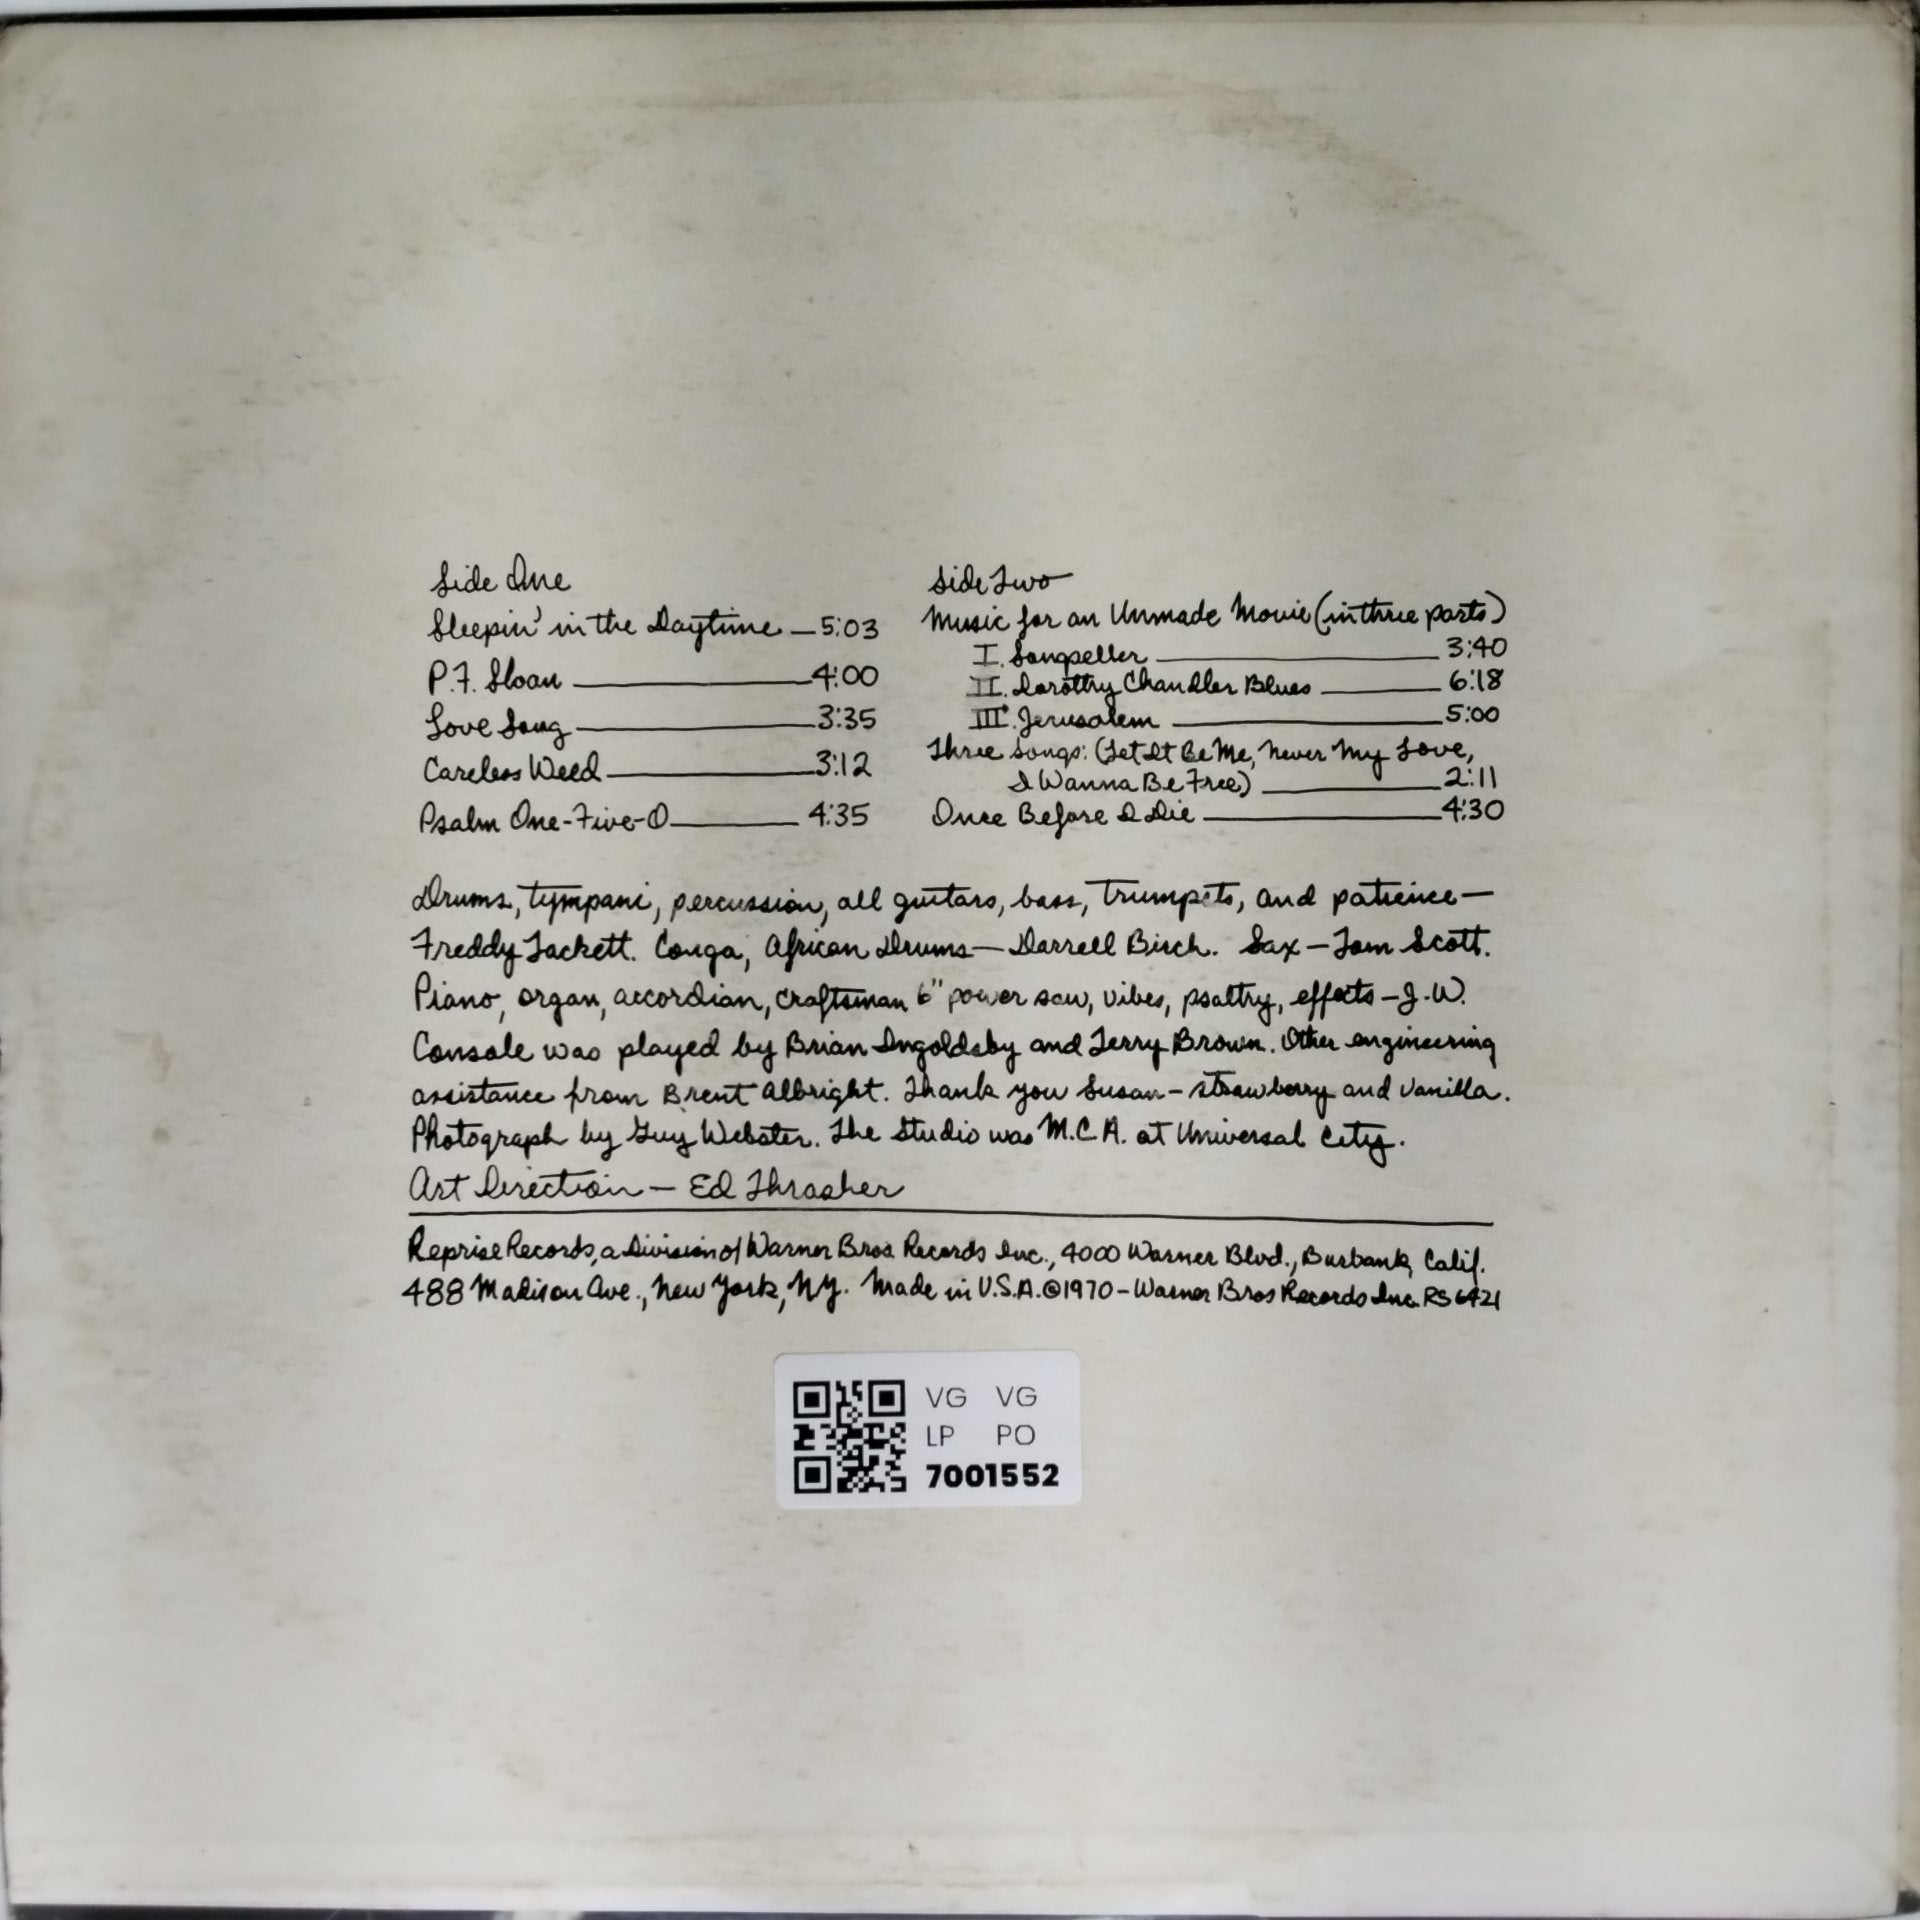 Side One
Sleepin' in the Daytime — 5:03
P.F. Sloan — 4:00
Love Song — 3:35
Careless Weed — 3:12
Psalm One-Five-O — 4:35
Side Two
Music for an Unmade Movie (in three parts)
I. Songseller — 3:40
II. Dorothy Chandler Blues — 6:18
III. Jerusalem — 5:00
Three Songs: (Let It Be Me, Never My Love,
I Wanna Be Free) — 2:11
Once Before I Die — 4:30
Drums, tympani, percussion, all guitars, bass, trumpets, and patience —
Freddy Tackett. Conga, African Drums — Darrell Birch. Sax — Tom Scott.
Piano, organ, accordian, craftsman 6" power saw, vibes, psaltry, effects — J.W.
Console was played by Brian Ingoldsby and Terry Brown. Other engineering
assistance from Brent Albright. Thank you Susan — strawberry and vanilla.
Photograph by Guy Webster. The Studio was M.C.A. at Universal City.
Art Direction — Ed Thrasher
Reprise Records, a Division of Warner Bros. Records Inc., 4000 Warner Blvd., Burbank, Calif.
488 Madison Ave., New York, N.Y. Made in U.S.A. ©1970 - Warner Bros Records Inc. RS 6421
VG VG
LP PO
7001552